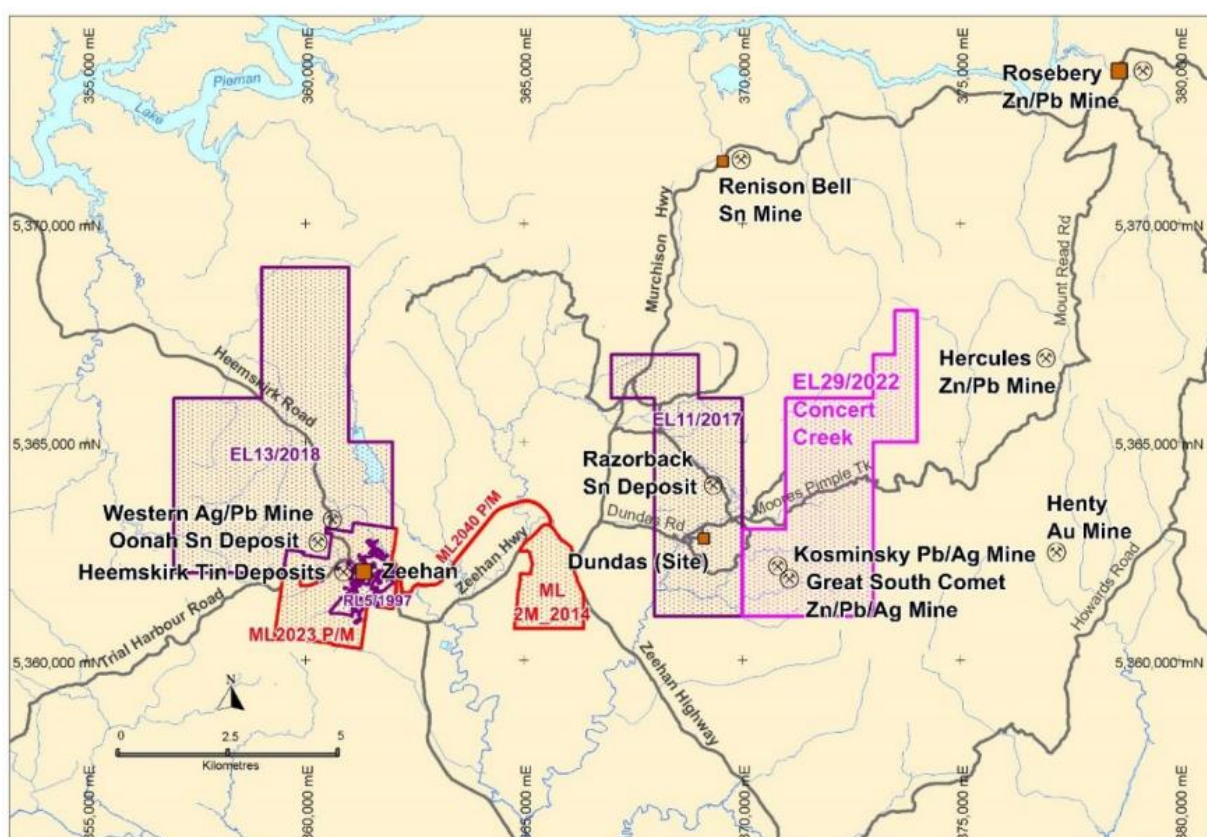 355,000 mE
360,000 mE
365,000 mE
370,000 mE
375,000 mE
380,000 mE
Pieman
Lake
Rosebery
Zn/Pb Mine
Renison Bell
Sn Mine
Murchison Hwy
Mount Read Rd
5,370,000 mN
5,370,000 mN
Heemskirk Road
Hercules
Zn/Pb Mine
EL29/2022
Concert
Creek
EL11/2017
EL13/2018
5,365,000 mN
5,365,000 mN
Razorback
Sn Deposit
Moores Pimple Tk
Dundas Rd
Western Ag/Pb Mine
Oonah Sn Deposit
Heemskirk Tin Deposits
Zeehan
RL5/1997
ML2040 P/M
Zeehan Hwy
Dundas (Site)
Henty
Au Mine
Kosminsky Pb/Ag Mine
Great South Comet
Zn/Pb/Ag Mine
ML
2M_2014
ML2023 P/M
Trial Harbour Road
Howards Road
Zeehan Highway
5,360,000 mN
5,360,000 mN
N
0
2.5
5
Kilometres
355,000 mE
360,000 mE
365,000 mE
370,000 mE
375,000 mE
380,000 mE